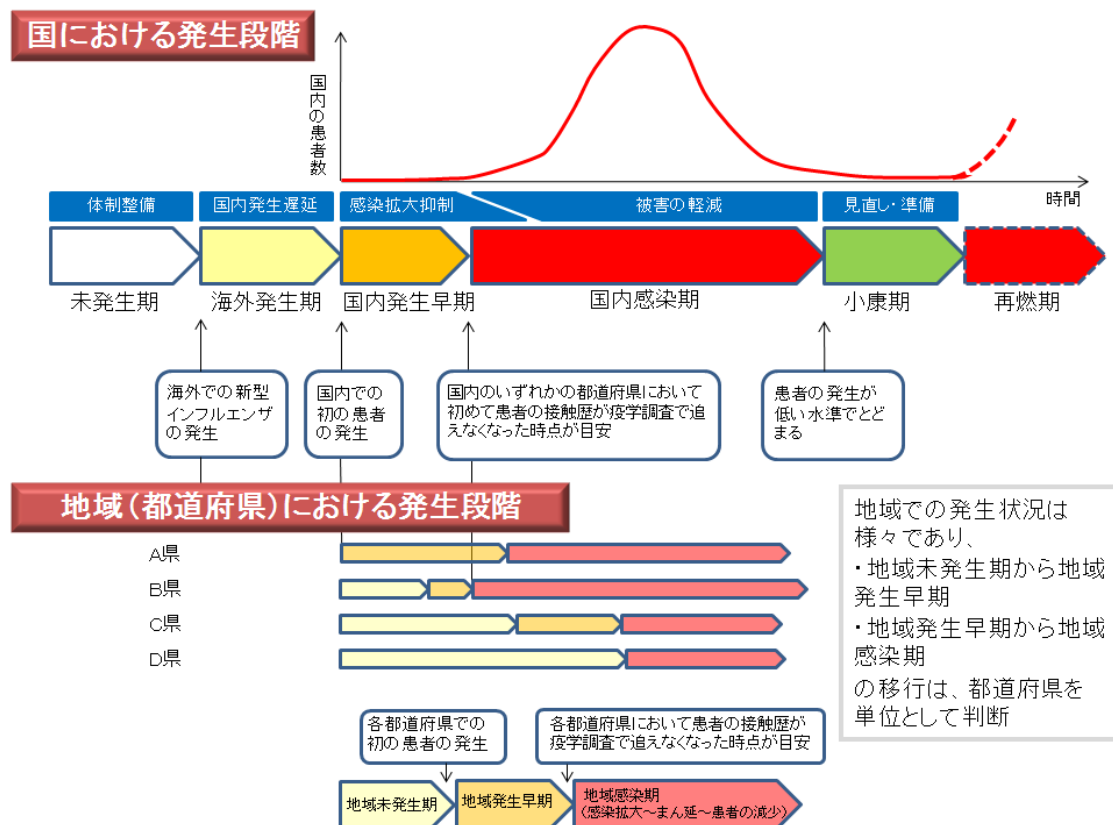 国における発生段階
国内の患者数
時間
体制整備
国内発生遅延
感染拡大抑制
被害の軽減
見直し・準備
未発生期
海外発生期
国内発生早期
国内感染期
小康期
再燃期
海外での新型
インフルエンザ
の発生
国内での
初の患者
の発生
国内のいずれかの都道府県において
初めて患者の接触歴が疫学調査で追
えなくなった時点が目安
患者の発生が
低い水準でとど
まる
地域(都道府県)における発生段階
A県
B県
C県
D県
地域での発生状況は
様々であり、
・地域未発生期から地域
発生早期
・地域発生早期から地域
感染期
の移行は、都道府県を
単位として判断
各都道府県での
初の患者の発生
各都道府県において患者の接触歴が
疫学調査で追えなくなった時点が目安
地域未発生期
地域発生早期
地域感染期
(感染拡大~まん延~患者の減少)